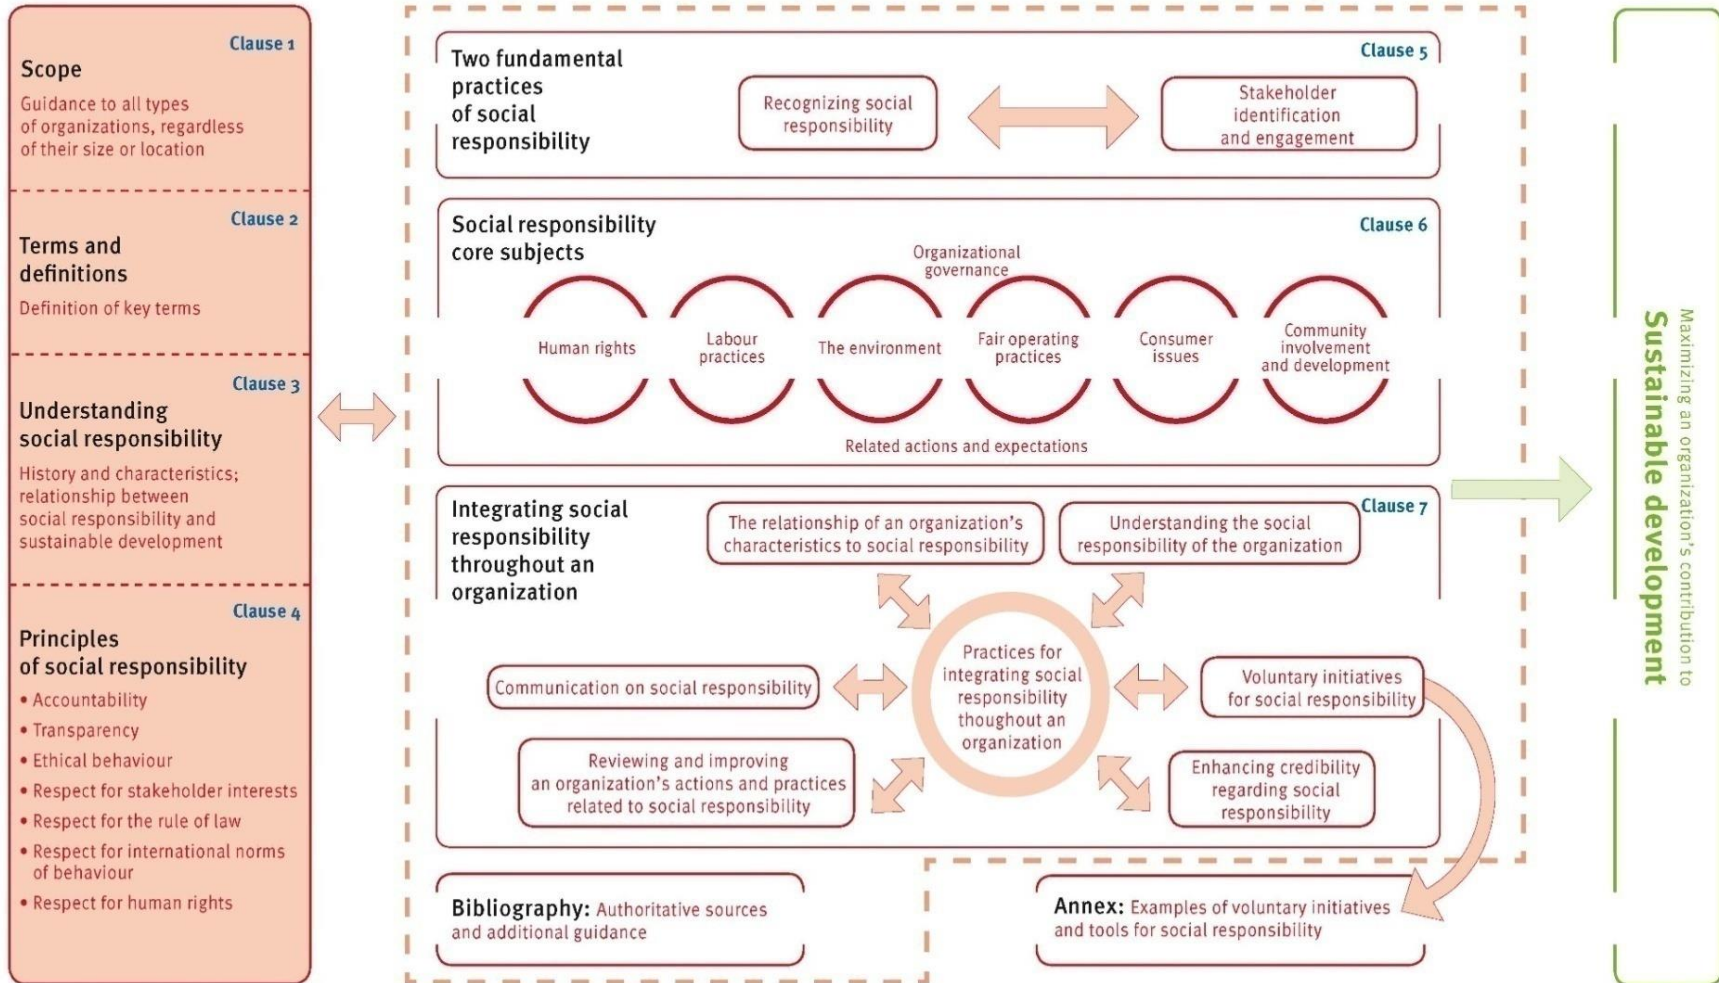 Clause 1
Scope
Guidance to all types
of organizations, regardless
of their size or location
Clause 2
Terms and
definitions
Definition of key terms
Clause 3
Understanding
social responsibility
History and characteristics;
relationship between
social responsibility and
sustainable development
Clause 4
Principles
of social responsibility
• Accountability
• Transparency
• Ethical behaviour
• Respect for stakeholder interests
• Respect for the rule of law
• Respect for international norms
of behaviour
• Respect for human rights
Two fundamental
practices
of social
responsibility
Clause 5
Recognizing social
responsibility
Stakeholder
identification
and engagement
Social responsibility
core subjects
Clause 6
Organizational
governance
Human rights
Labour
practices
The environment
Fair operating
practices
Consumer
issues
Community
involvement
and development
Related actions and expectations
Integrating social
responsibility
throughout an
organization
Clause 7
The relationship of an organization's
characteristics to social responsibility
Understanding the social
responsibility of the organization
Practices for
integrating social
responsibility
thoughout an
organization
Communication on social responsibility
Voluntary initiatives
for social responsibility
Reviewing and improving
an organization's actions and practices
related to social responsibility
Enhancing credibility
regarding social
responsibility
Bibliography: Authoritative sources
and additional guidance
Annex: Examples of voluntary initiatives
and tools for social responsibility
Maximizing an organization's contribution to
Sustainable development